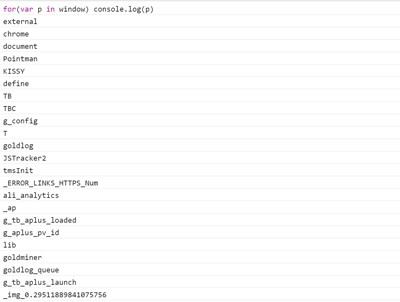 for(var p in window) console.log(p)
external
chrome
document
Pointman
KISSY
define
TB
TBC
g_config
T
goldlog
JSTracker2
tmsInit
_ERROR_LINKS_HTTPS_Num
ali_analytics
_ap
g_tb_aplus_loaded
g_aplus_pv_id
lib
goldminer
goldlog_queue
g_tb_aplus_launch
_img_0.29511889841075756